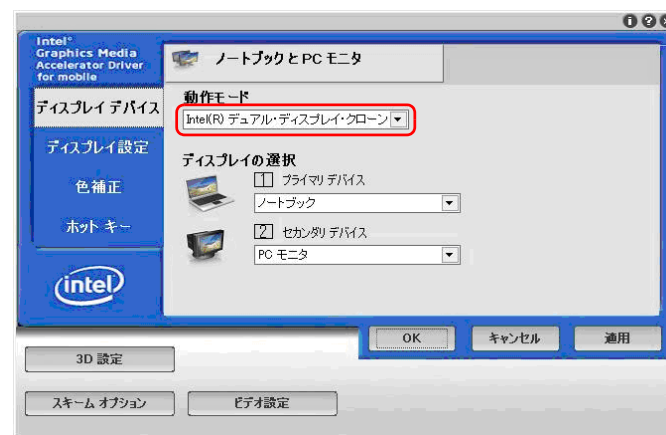 Intel®
Graphics Media
Accelerator Driver
for mobile
ノートブックと PC モニタ
ディスプレイ デバイス
ディスプレイ設定
色補正
ホット キー
intel
動作モード
Intel(R) デュアル・ディスプレイ・クローン
ディスプレイの選択
1 プライマリ デバイス
ノートブック
2 セカンダリ デバイス
PC モニタ
OK
キャンセル
適用
3D 設定
スキーム オプション
ビデオ設定